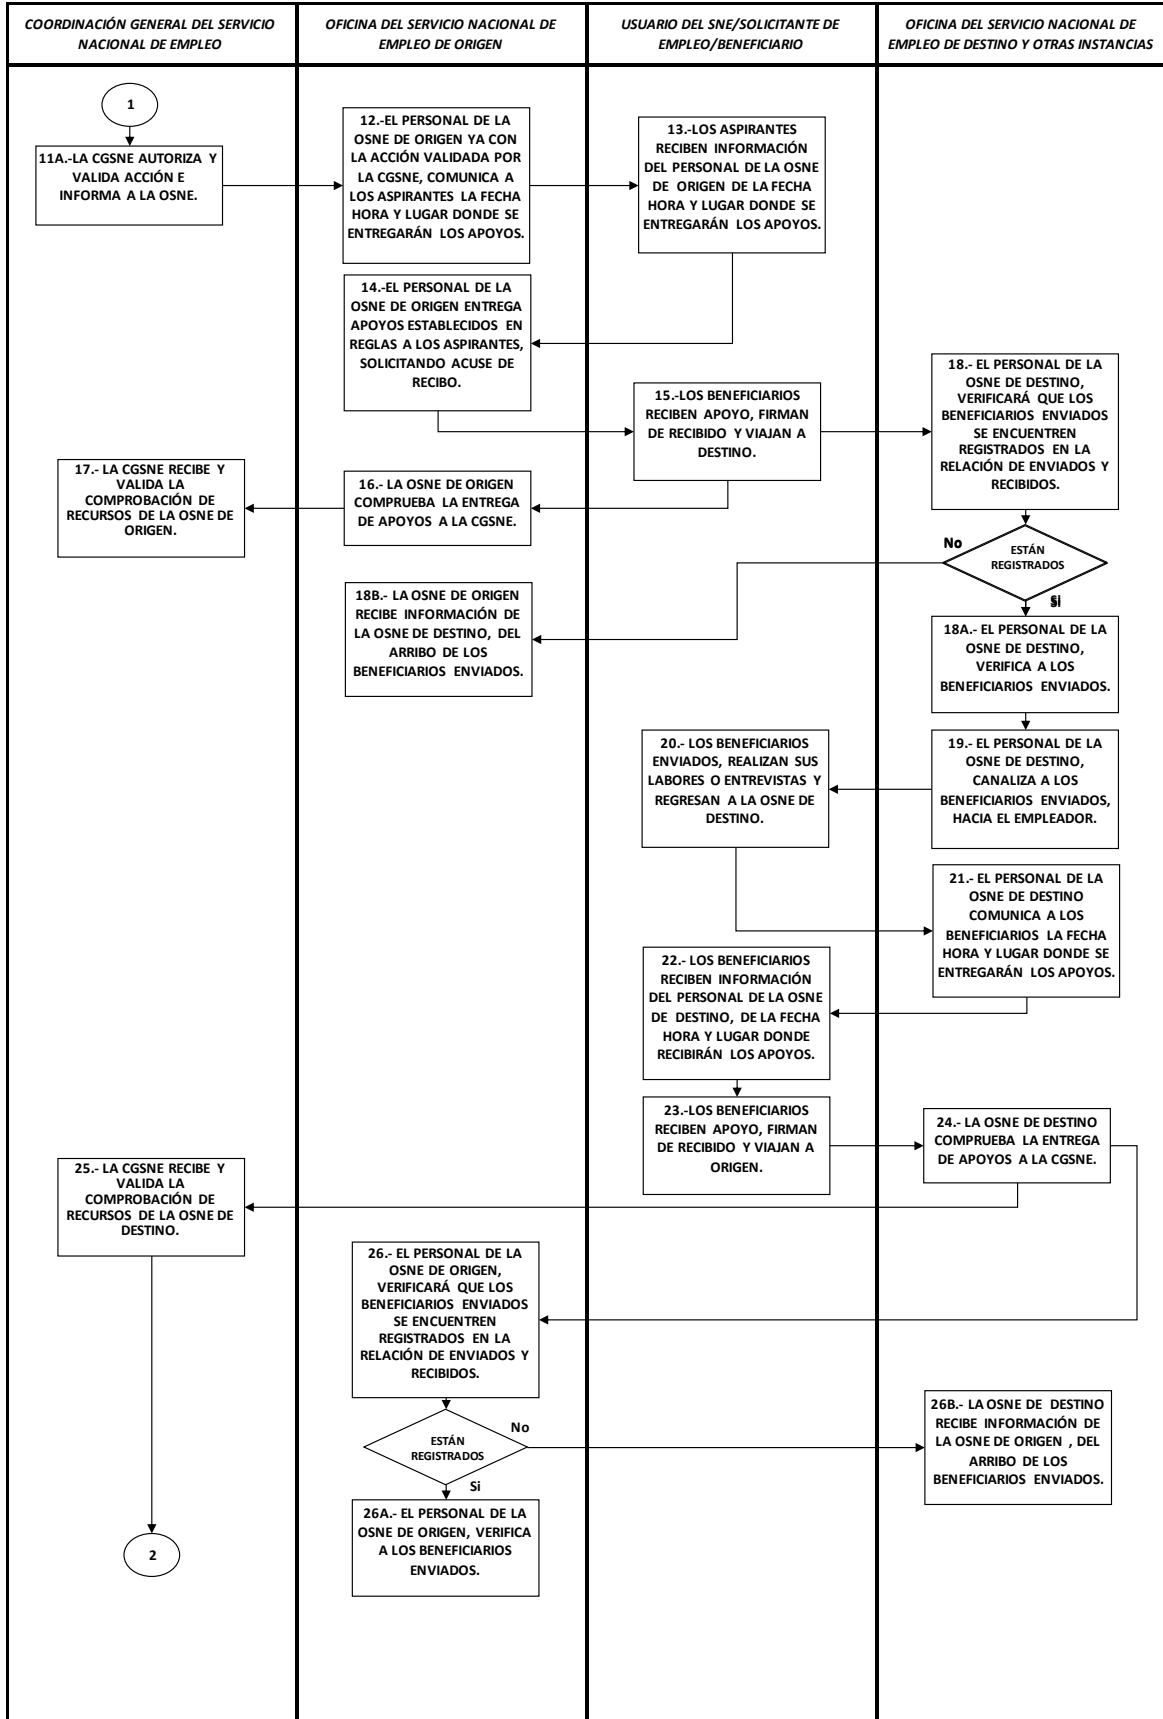 COORDINACIÓN GENERAL DEL SERVICIO
NACIONAL DE EMPLEO
OFICINA DEL SERVICIO NACIONAL DE
EMPLEO DE ORIGEN
USUARIO DEL SNE/SOLICITANTE DE
EMPLEO/BENEFICIARIO
OFICINA DEL SERVICIO NACIONAL DE
EMPLEO DE DESTINO Y OTRAS INSTANCIAS
1
11A.-LA CGSNE AUTORIZA Y
VALIDA ACCIÓN E
INFORMA A LA OSNE.
12.-EL PERSONAL DE LA
OSNE DE ORIGEN YA CON
LA ACCIÓN VALIDADA POR
LA CGSNE, COMUNICA A
LOS ASPIRANTES LA FECHA
HORA Y LUGAR DONDE SE
ENTREGARÁN LOS APOYOS.
13.-LOS ASPIRANTES
RECIBEN INFORMACIÓN
DEL PERSONAL DE LA OSNE
DE ORIGEN DE LA FECHA
HORA Y LUGAR DONDE SE
ENTREGARÁN LOS APOYOS.
14.-EL PERSONAL DE LA
OSNE DE ORIGEN ENTREGA
APOYOS ESTABLECIDOS EN
REGLAS A LOS ASPIRANTES,
SOLICITANDO ACUSE DE
RECIBO.
15.-LOS BENEFICIARIOS
RECIBEN APOYO, FIRMAN
DE RECIBIDO Y VIAJAN A
DESTINO.
18.- EL PERSONAL DE LA
OSNE DE DESTINO,
VERIFICARÁ QUE LOS
BENEFICIARIOS ENVIADOS
SE ENCUENTREN
REGISTRADOS EN LA
RELACIÓN DE ENVIADOS Y
RECIBIDOS.
17.- LA CGSNE RECIBE Y
VALIDA LA
COMPROBACIÓN DE
RECURSOS DE LA OSNE DE
ORIGEN.
16.- LA OSNE DE ORIGEN
COMPRUEBA LA ENTREGA
DE APOYOS A LA CGSNE.
No
ESTÁN
REGISTRADOS
Si
18B.- LA OSNE DE ORIGEN
RECIBE INFORMACIÓN DE
LA OSNE DE DESTINO, DEL
ARRIBO DE LOS
BENEFICIARIOS ENVIADOS.
18A.- EL PERSONAL DE LA
OSNE DE DESTINO,
VERIFICA A LOS
BENEFICIARIOS ENVIADOS.
20.- LOS BENEFICIARIOS
ENVIADOS, REALIZAN SUS
LABORES O ENTREVISTAS Y
REGRESAN A LA OSNE DE
DESTINO.
19.- EL PERSONAL DE LA
OSNE DE DESTINO,
CANALIZA A LOS
BENEFICIARIOS ENVIADOS,
HACIA EL EMPLEADOR.
21.- EL PERSONAL DE LA
OSNE DE DESTINO
COMUNICA A LOS
BENEFICIARIOS LA FECHA
HORA Y LUGAR DONDE SE
ENTREGARÁN LOS APOYOS.
22.- LOS BENEFICIARIOS
RECIBEN INFORMACIÓN
DEL PERSONAL DE LA OSNE
DE DESTINO, DE LA FECHA
HORA Y LUGAR DONDE
RECIBIRÁN LOS APOYOS.
23.-LOS BENEFICIARIOS
RECIBEN APOYO, FIRMAN
DE RECIBIDO Y VIAJAN A
ORIGEN.
24.- LA OSNE DE DESTINO
COMPRUEBA LA ENTREGA
DE APOYOS A LA CGSNE.
25.- LA CGSNE RECIBE Y
VALIDA LA
COMPROBACIÓN DE
RECURSOS DE LA OSNE DE
DESTINO.
26.- EL PERSONAL DE LA
OSNE DE ORIGEN,
VERIFICARÁ QUE LOS
BENEFICIARIOS ENVIADOS
SE ENCUENTREN
REGISTRADOS EN LA
RELACIÓN DE ENVIADOS Y
RECIBIDOS.
ESTÁN
REGISTRADOS
No
Si
26B.- LA OSNE DE DESTINO
RECIBE INFORMACIÓN DE
LA OSNE DE ORIGEN , DEL
ARRIBO DE LOS
BENEFICIARIOS ENVIADOS.
26A.- EL PERSONAL DE LA
OSNE DE ORIGEN, VERIFICA
A LOS BENEFICIARIOS
ENVIADOS.
2